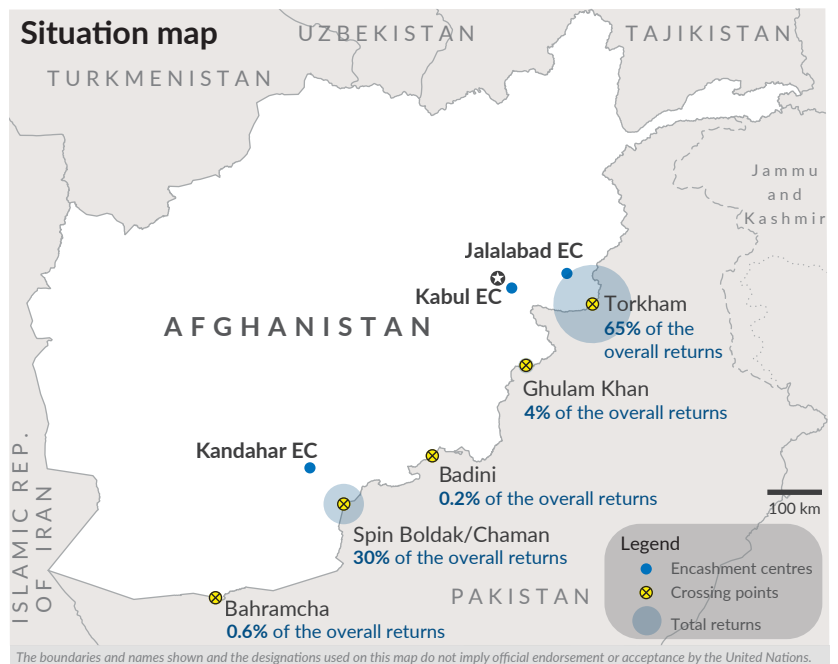 Situation map
UZBEKISTAN
TAJIKISTAN
TURKMENISTAN
Jammu
and
Kashmir
Jalalabad EC
Kabul EC
Torkham
65% of the
overall returns
AFGHANISTAN
Ghulam Khan
4% of the overall returns
Kandahar EC
Badini
0.2% of the overall returns
ISLAMIC REP.
OF IRAN
100 km
Spin Boldak/Chaman
30% of the overall returns
Legend
Encashment centres
Crossing points
Total returns
PAKISTAN
Bahramcha
0.6% of the overall returns
The boundaries and names shown and the designations used on this map do not imply official endorsement or acceptance by the United Nations.